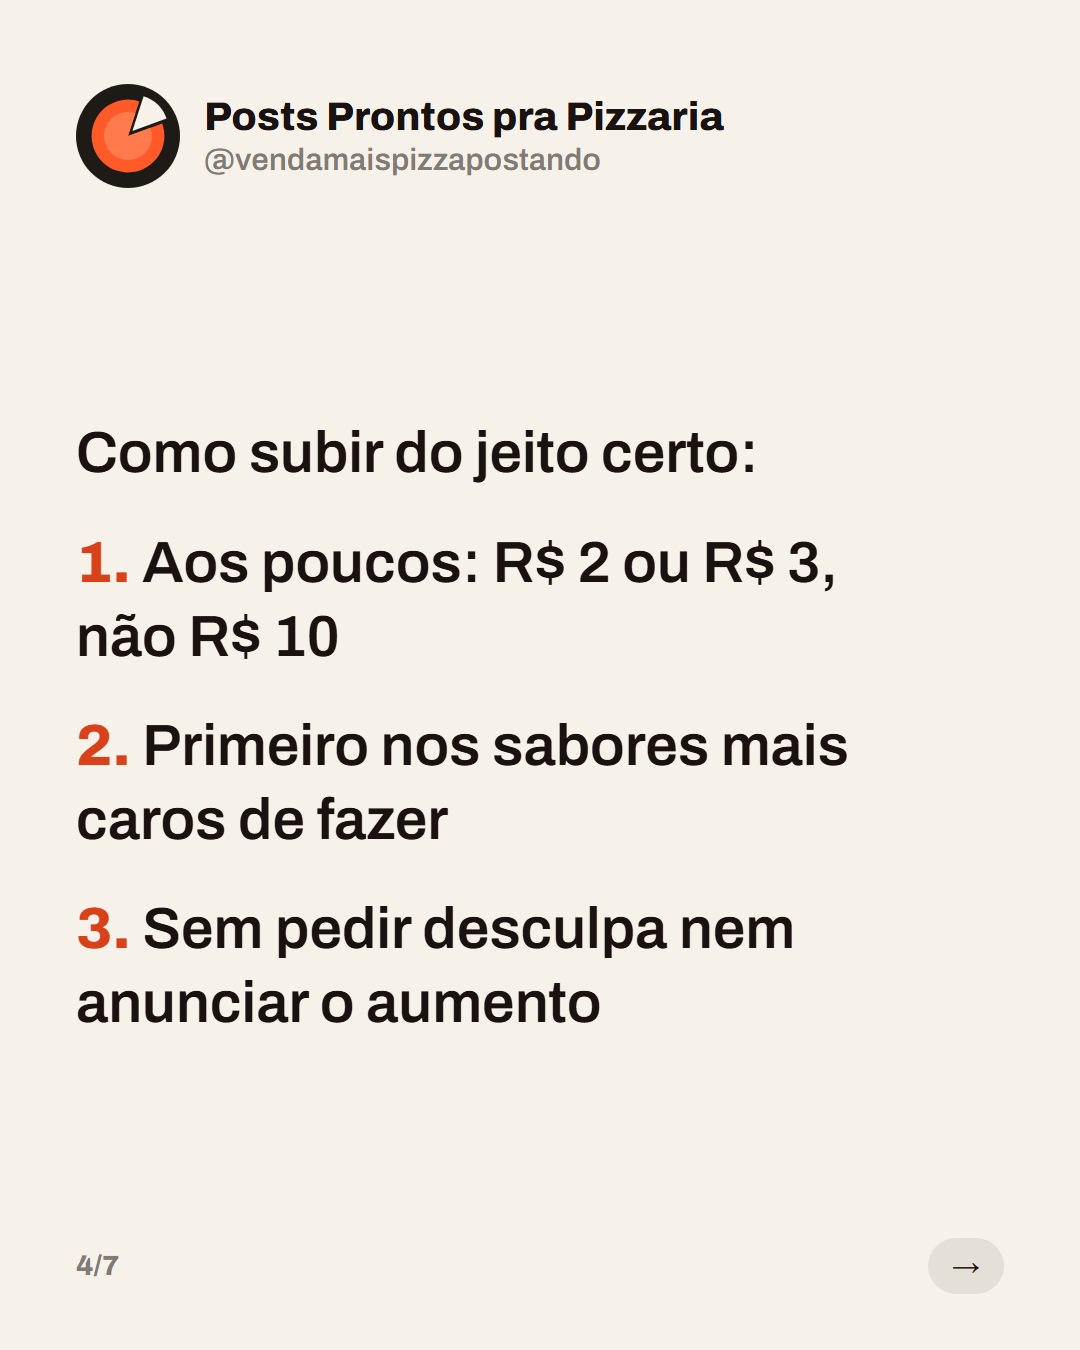 Posts Prontos pra Pizzaria
@vendamaispizzapostando
Como subir do jeito certo:
1. Aos poucos: R$ 2 ou R$ 3,
não R$ 10
2. Primeiro nos sabores mais
caros de fazer
3. Sem pedir desculpa nem
anunciar o aumento
4/7
→